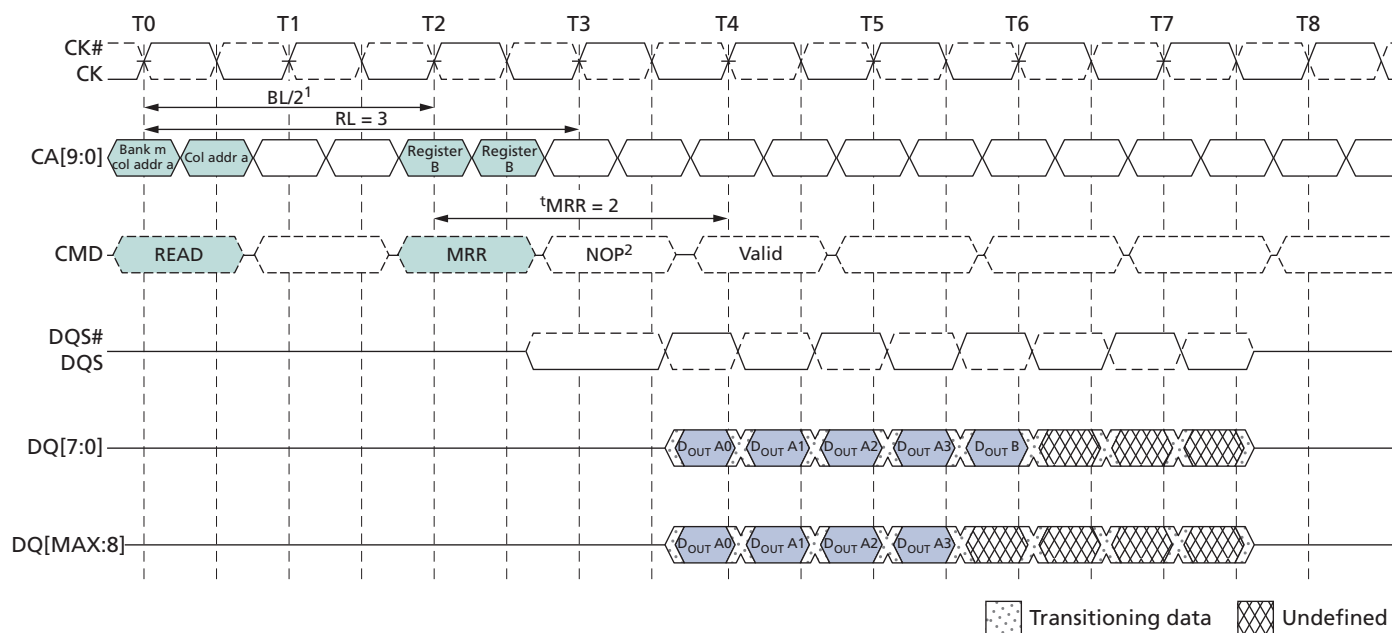 T0 T1 T2 T3 T4 T5 T6 T7 T8
CK#
CK
BL/2¹
RL = 3
CA[9:0]
Bank m
col addr a
Col addr a
Register
B
Register
B
ᵗMRR = 2
CMD
READ
MRR
NOP²
Valid
DQS#
DQS
DQ[7:0]
DOUT A0 DOUT A1 DOUT A2 DOUT A3 DOUT B
DQ[MAX:8]
DOUT A0 DOUT A1 DOUT A2 DOUT A3
Transitioning data
Undefined